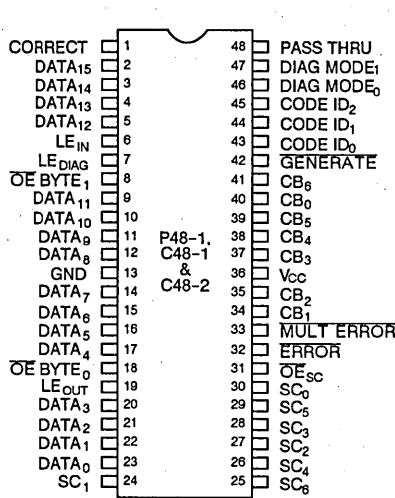 CORRECT 1 48 PASS THRU
DATA15 2 47 DIAG MODE1
DATA14 3 46 DIAG MODE0
DATA13 4 45 CODE ID2
DATA12 5 44 CODE ID1
LEIN 6 43 CODE ID0
LEDIAG 7 42 GENERATE
OE BYTE1 8 41 CB6
DATA11 9 40 CB0
DATA10 10 39 CB5
DATA9 11 P48-1, 38 CB4
DATA8 12 C48-1 37 CB3
GND 13 & 36 VCC
DATA7 14 C48-2 35 CB2
DATA6 15 34 CB1
DATA5 16 33 MULT ERROR
DATA4 17 32 ERROR
OE BYTE0 18 31 OESC
LEOUT 19 30 SC0
DATA3 20 29 SC5
DATA2 21 28 SC3
DATA1 22 27 SC2
DATA0 23 26 SC4
SC1 24 25 SC6